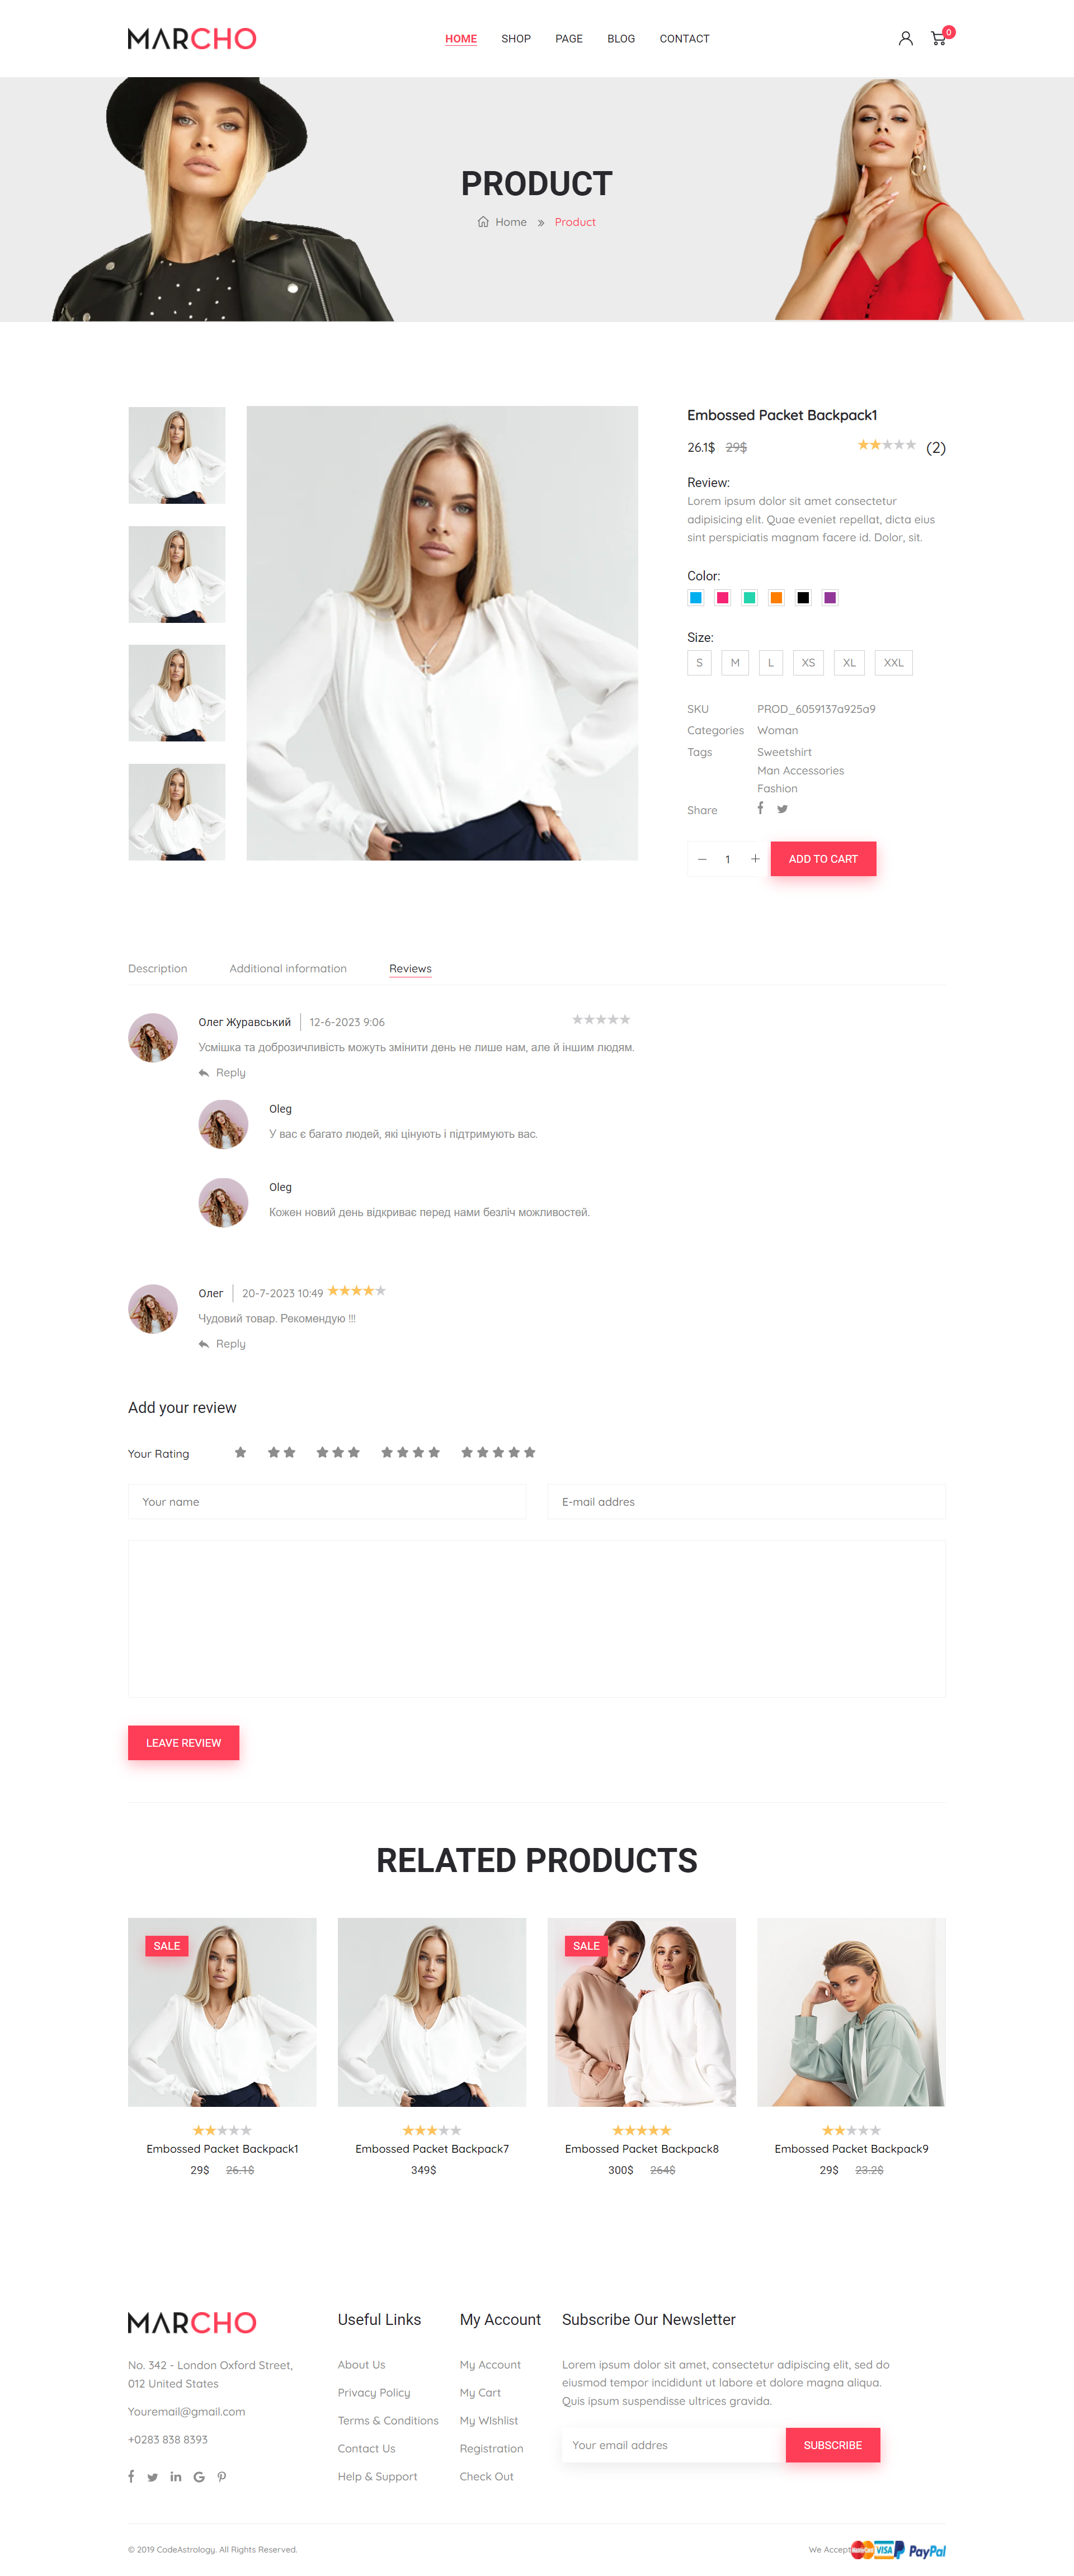 MARCHO
HOME SHOP PAGE BLOG CONTACT
0
PRODUCT
Home » Product
Embossed Packet Backpack1
26.1$ 29$ (2)
Review:
Lorem ipsum dolor sit amet consectetur
adipisicing elit. Quae eveniet repellat, dicta eius
sint perspiciatis magnam facere id. Dolor, sit.
Color:
Size:
S M L XS XL XXL
SKU PROD_6059137a925a9
Categories Woman
Tags Sweetshirt
Man Accessories
Fashion
Share
1 ADD TO CART
Description Additional information Reviews
Олег Журавський 12-6-2023 9:06
Усмішка та доброзичливість можуть змінити день не лише нам, але й іншим людям.
Reply
Oleg
У вас є багато людей, які цінують і підтримують вас.
Oleg
Кожен новий день відкриває перед нами безліч можливостей.
Олег 20-7-2023 10:49
Чудовий товар. Рекомендую !!!
Reply
Add your review
Your Rating
Your name E-mail addres
LEAVE REVIEW
RELATED PRODUCTS
SALE SALE
Embossed Packet Backpack1 Embossed Packet Backpack7 Embossed Packet Backpack8 Embossed Packet Backpack9
29$ 26.1$ 349$ 300$ 264$ 29$ 23.2$
MARCHO Useful Links My Account Subscribe Our Newsletter
No. 342 - London Oxford Street,
012 United States
Youremail@gmail.com
+0283 838 8393
About Us
Privacy Policy
Terms & Conditions
Contact Us
Help & Support
My Account
My Cart
My WIshlist
Registration
Check Out
Lorem ipsum dolor sit amet, consectetur adipiscing elit, sed do
eiusmod tempor incididunt ut labore et dolore magna aliqua.
Quis ipsum suspendisse ultrices gravida.
Your email addres SUBSCRIBE
© 2019 CodeAstrology. All Rights Reserved.
We Accept VISA PayPal